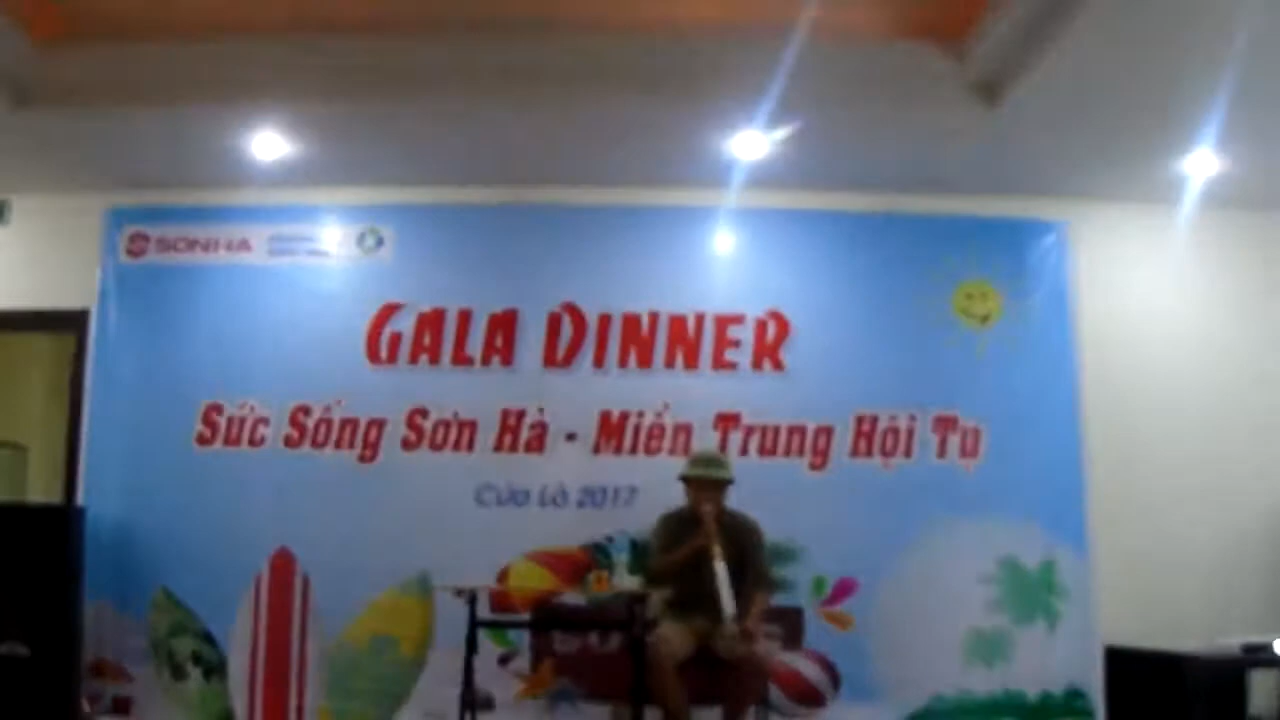 SONHA
GALA DINNER
Sức Sống Sơn Hà - Miền Trung Hội Tụ
Cửa Lò 2017